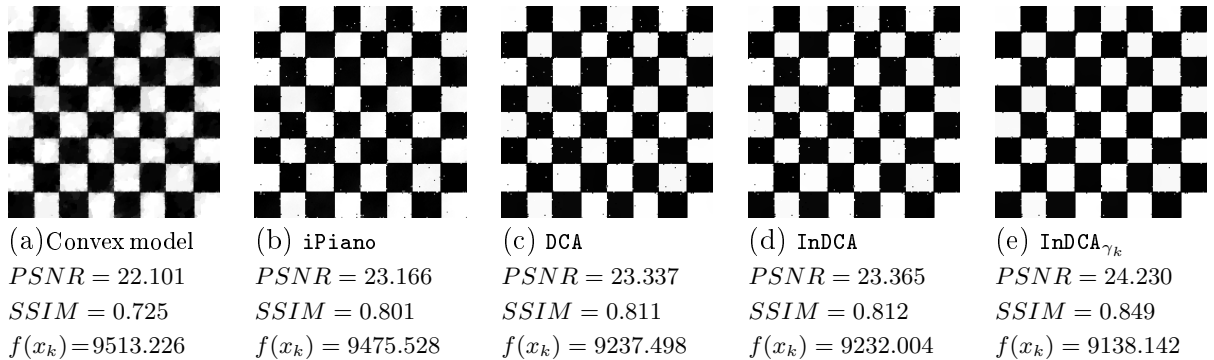 (a)Convex model
PSNR = 22.101
SSIM = 0.725
f(x_k) = 9513.226
(b) iPiano
PSNR = 23.166
SSIM = 0.801
f(x_k) = 9475.528
(c) DCA
PSNR = 23.337
SSIM = 0.811
f(x_k) = 9237.498
(d) InDCA
PSNR = 23.365
SSIM = 0.812
f(x_k) = 9232.004
(e) InDCA_{γ_k}
PSNR = 24.230
SSIM = 0.849
f(x_k) = 9138.142